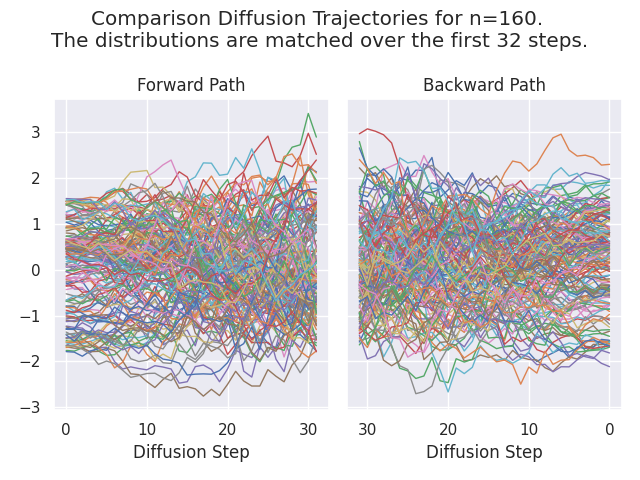 Comparison Diffusion Trajectories for n=160.
The distributions are matched over the first 32 steps.
Forward Path
Backward Path
3
2
1
0
−1
−2
−3
0 10 20 30
30 20 10 0
Diffusion Step
Diffusion Step